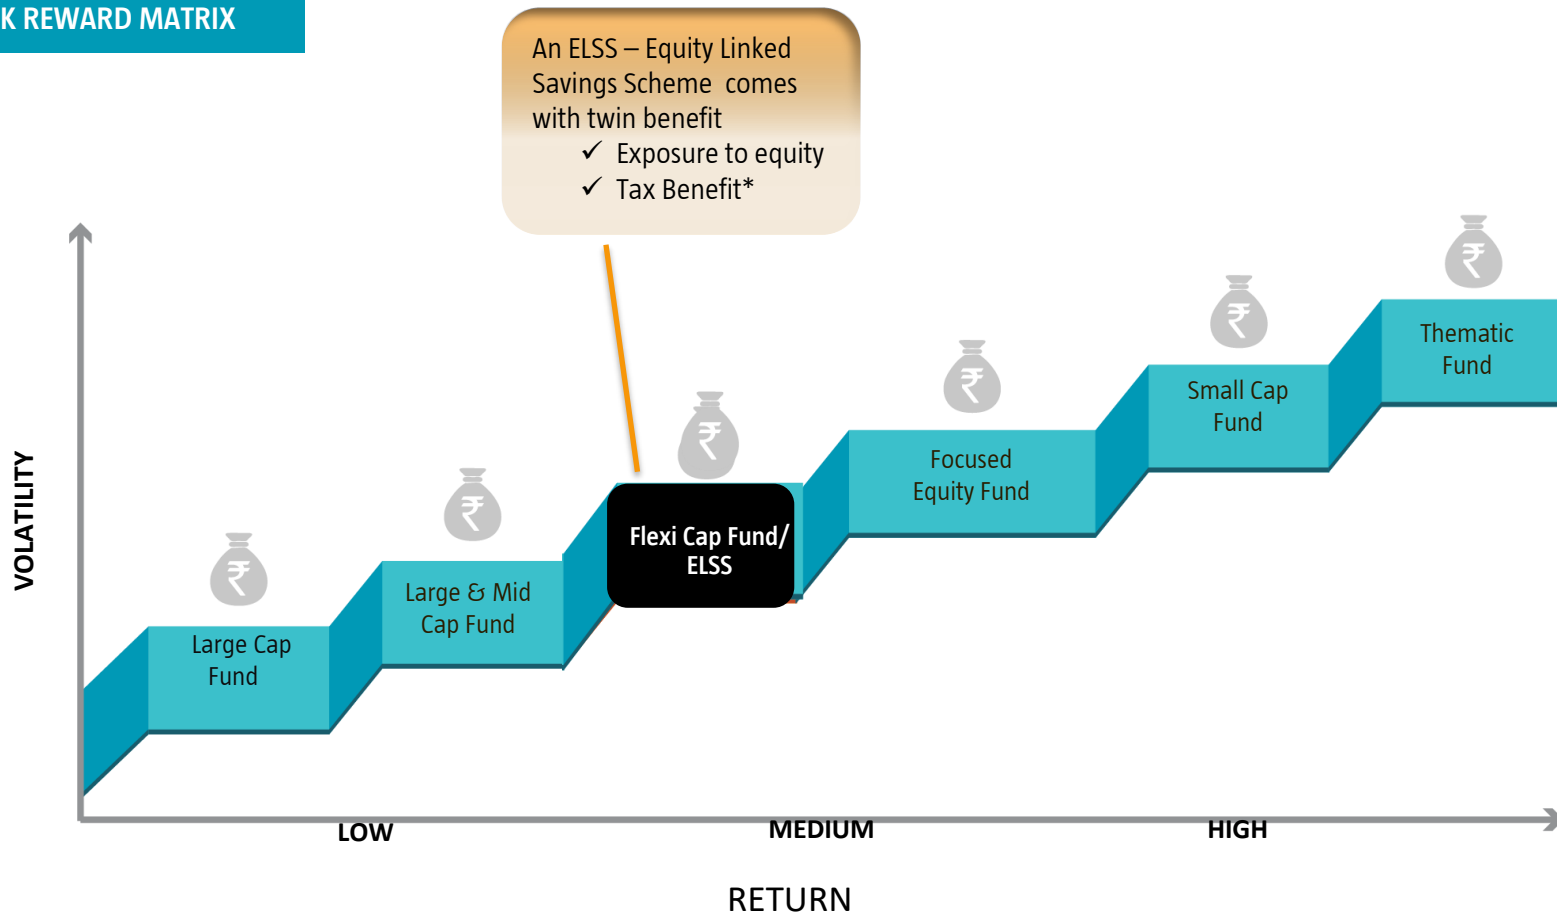 K REWARD MATRIX
An ELSS – Equity Linked
Savings Scheme comes
with twin benefit
✓ Exposure to equity
✓ Tax Benefit*
₹
₹
₹
₹
₹
₹
Thematic
Fund
Small Cap
Fund
Focused
Equity Fund
Flexi Cap Fund/
ELSS
Large & Mid
Cap Fund
Large Cap
Fund
VOLATILITY
LOW
MEDIUM
HIGH
RETURN